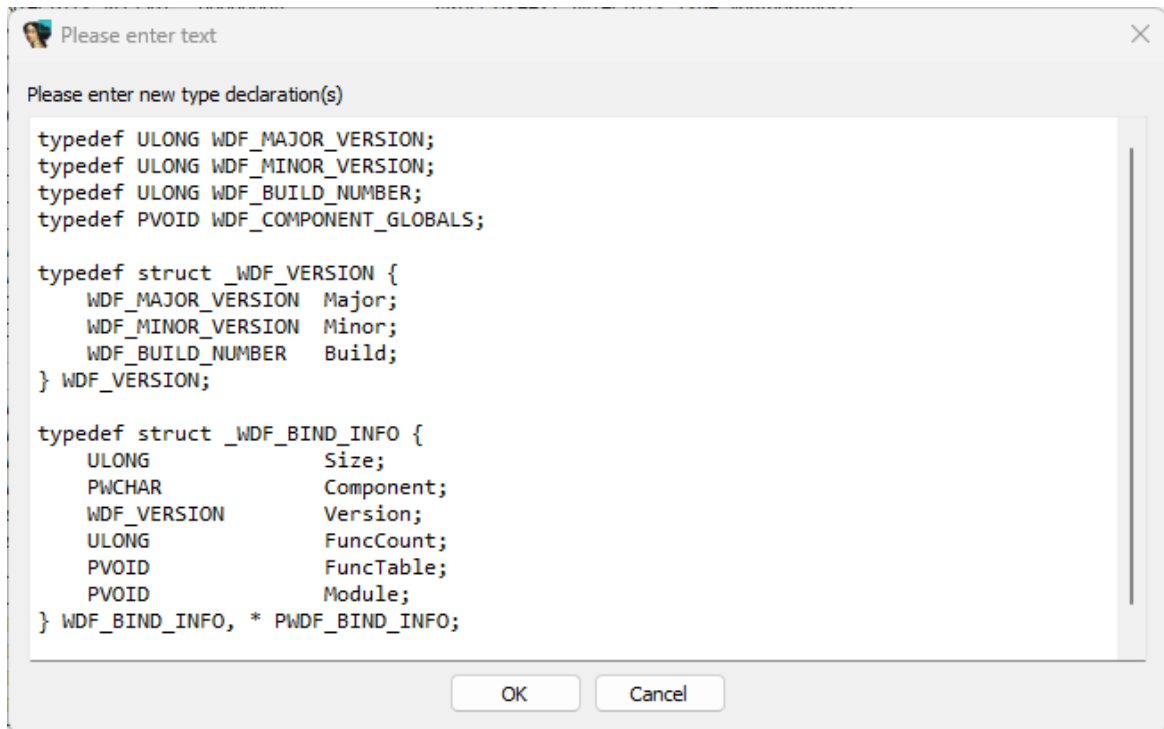 Please enter text
Please enter new type declaration(s)
typedef ULONG WDF_MAJOR_VERSION;
typedef ULONG WDF_MINOR_VERSION;
typedef ULONG WDF_BUILD_NUMBER;
typedef PVOID WDF_COMPONENT_GLOBALS;

typedef struct _WDF_VERSION {
    WDF_MAJOR_VERSION  Major;
    WDF_MINOR_VERSION  Minor;
    WDF_BUILD_NUMBER   Build;
} WDF_VERSION;

typedef struct _WDF_BIND_INFO {
    ULONG              Size;
    PWCHAR             Component;
    WDF_VERSION        Version;
    ULONG              FuncCount;
    PVOID              FuncTable;
    PVOID              Module;
} WDF_BIND_INFO, * PWDF_BIND_INFO;
OK Cancel